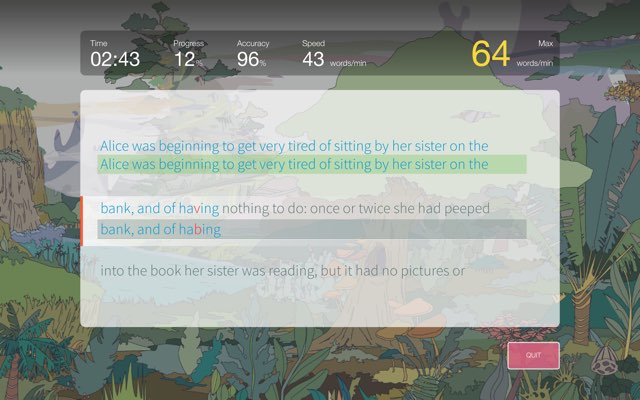 Time Progress Accuracy Speed Max
02:43 12 % 96 % 43 words/min 64 words/min
Alice was beginning to get very tired of sitting by her sister on the
Alice was beginning to get very tired of sitting by her sister on the
bank, and of having nothing to do: once or twice she had peeped
bank, and of habing
into the book her sister was reading, but it had no pictures or
QUIT